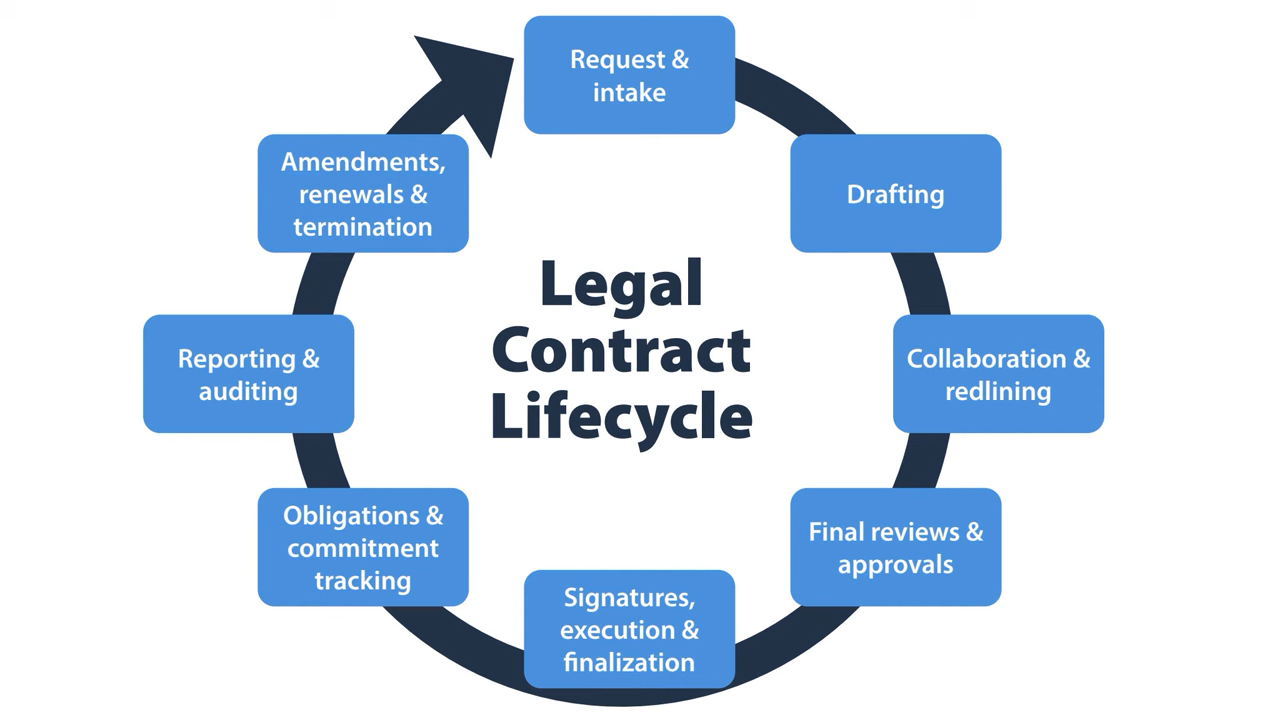 Legal
Contract
Lifecycle
Request &
intake
Drafting
Collaboration &
redlining
Final reviews &
approvals
Signatures,
execution &
finalization
Obligations &
commitment
tracking
Reporting &
auditing
Amendments,
renewals &
termination